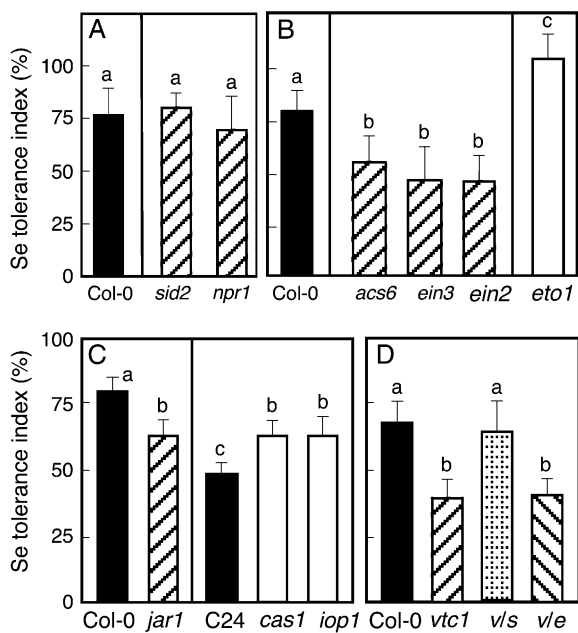 A
B
Se tolerance index (%)
100
75
50
25
0
a
a
a
a
b
b
b
c
Col-0
sid2
npr1
Col-0
acs6
ein3
ein2
eto1
C
D
Se tolerance index (%)
100
75
50
25
0
a
b
c
b
b
a
b
a
b
Col-0
jar1
C24
cas1
iop1
Col-0
vtc1
v/s
v/e